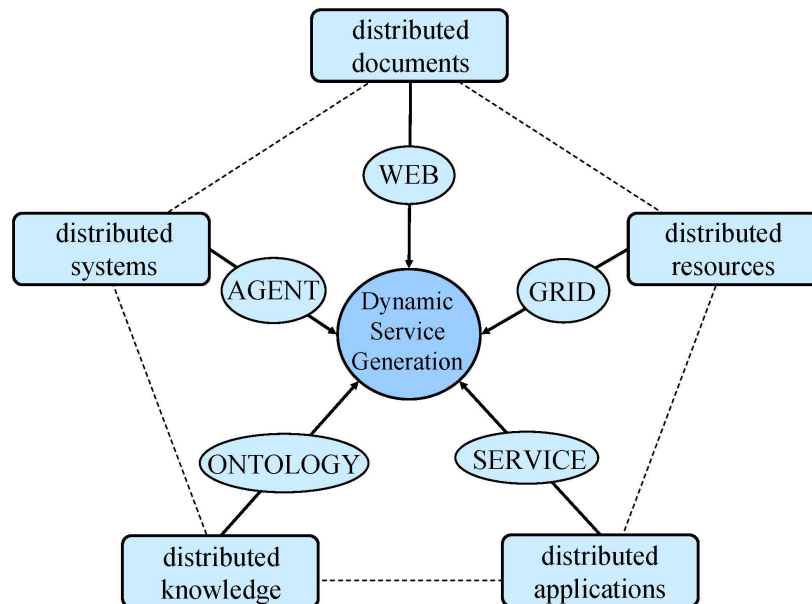 distributed
documents
WEB
distributed
systems
distributed
resources
AGENT
GRID
Dynamic
Service
Generation
ONTOLOGY
SERVICE
distributed
knowledge
distributed
applications